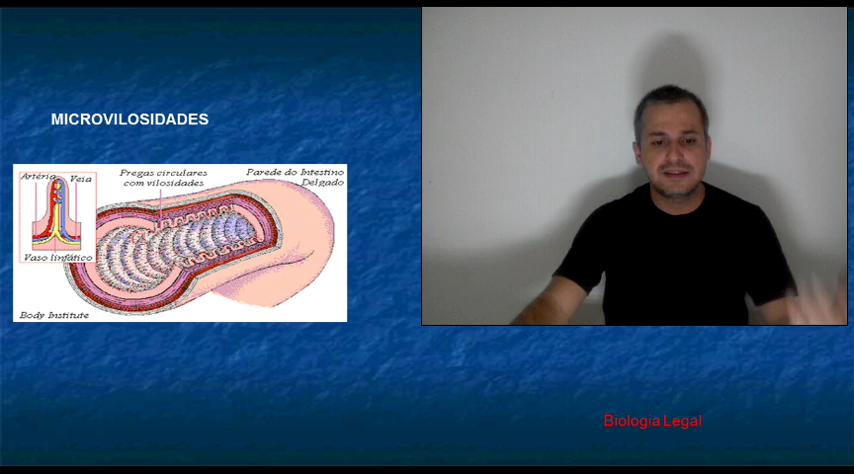 MICROVILOSIDADES
Artéria
Veia
Pregas circulares
com vilosidades
Parede do Intestino
Delgado
Vaso linfático
Body Institute
Biologia Legal